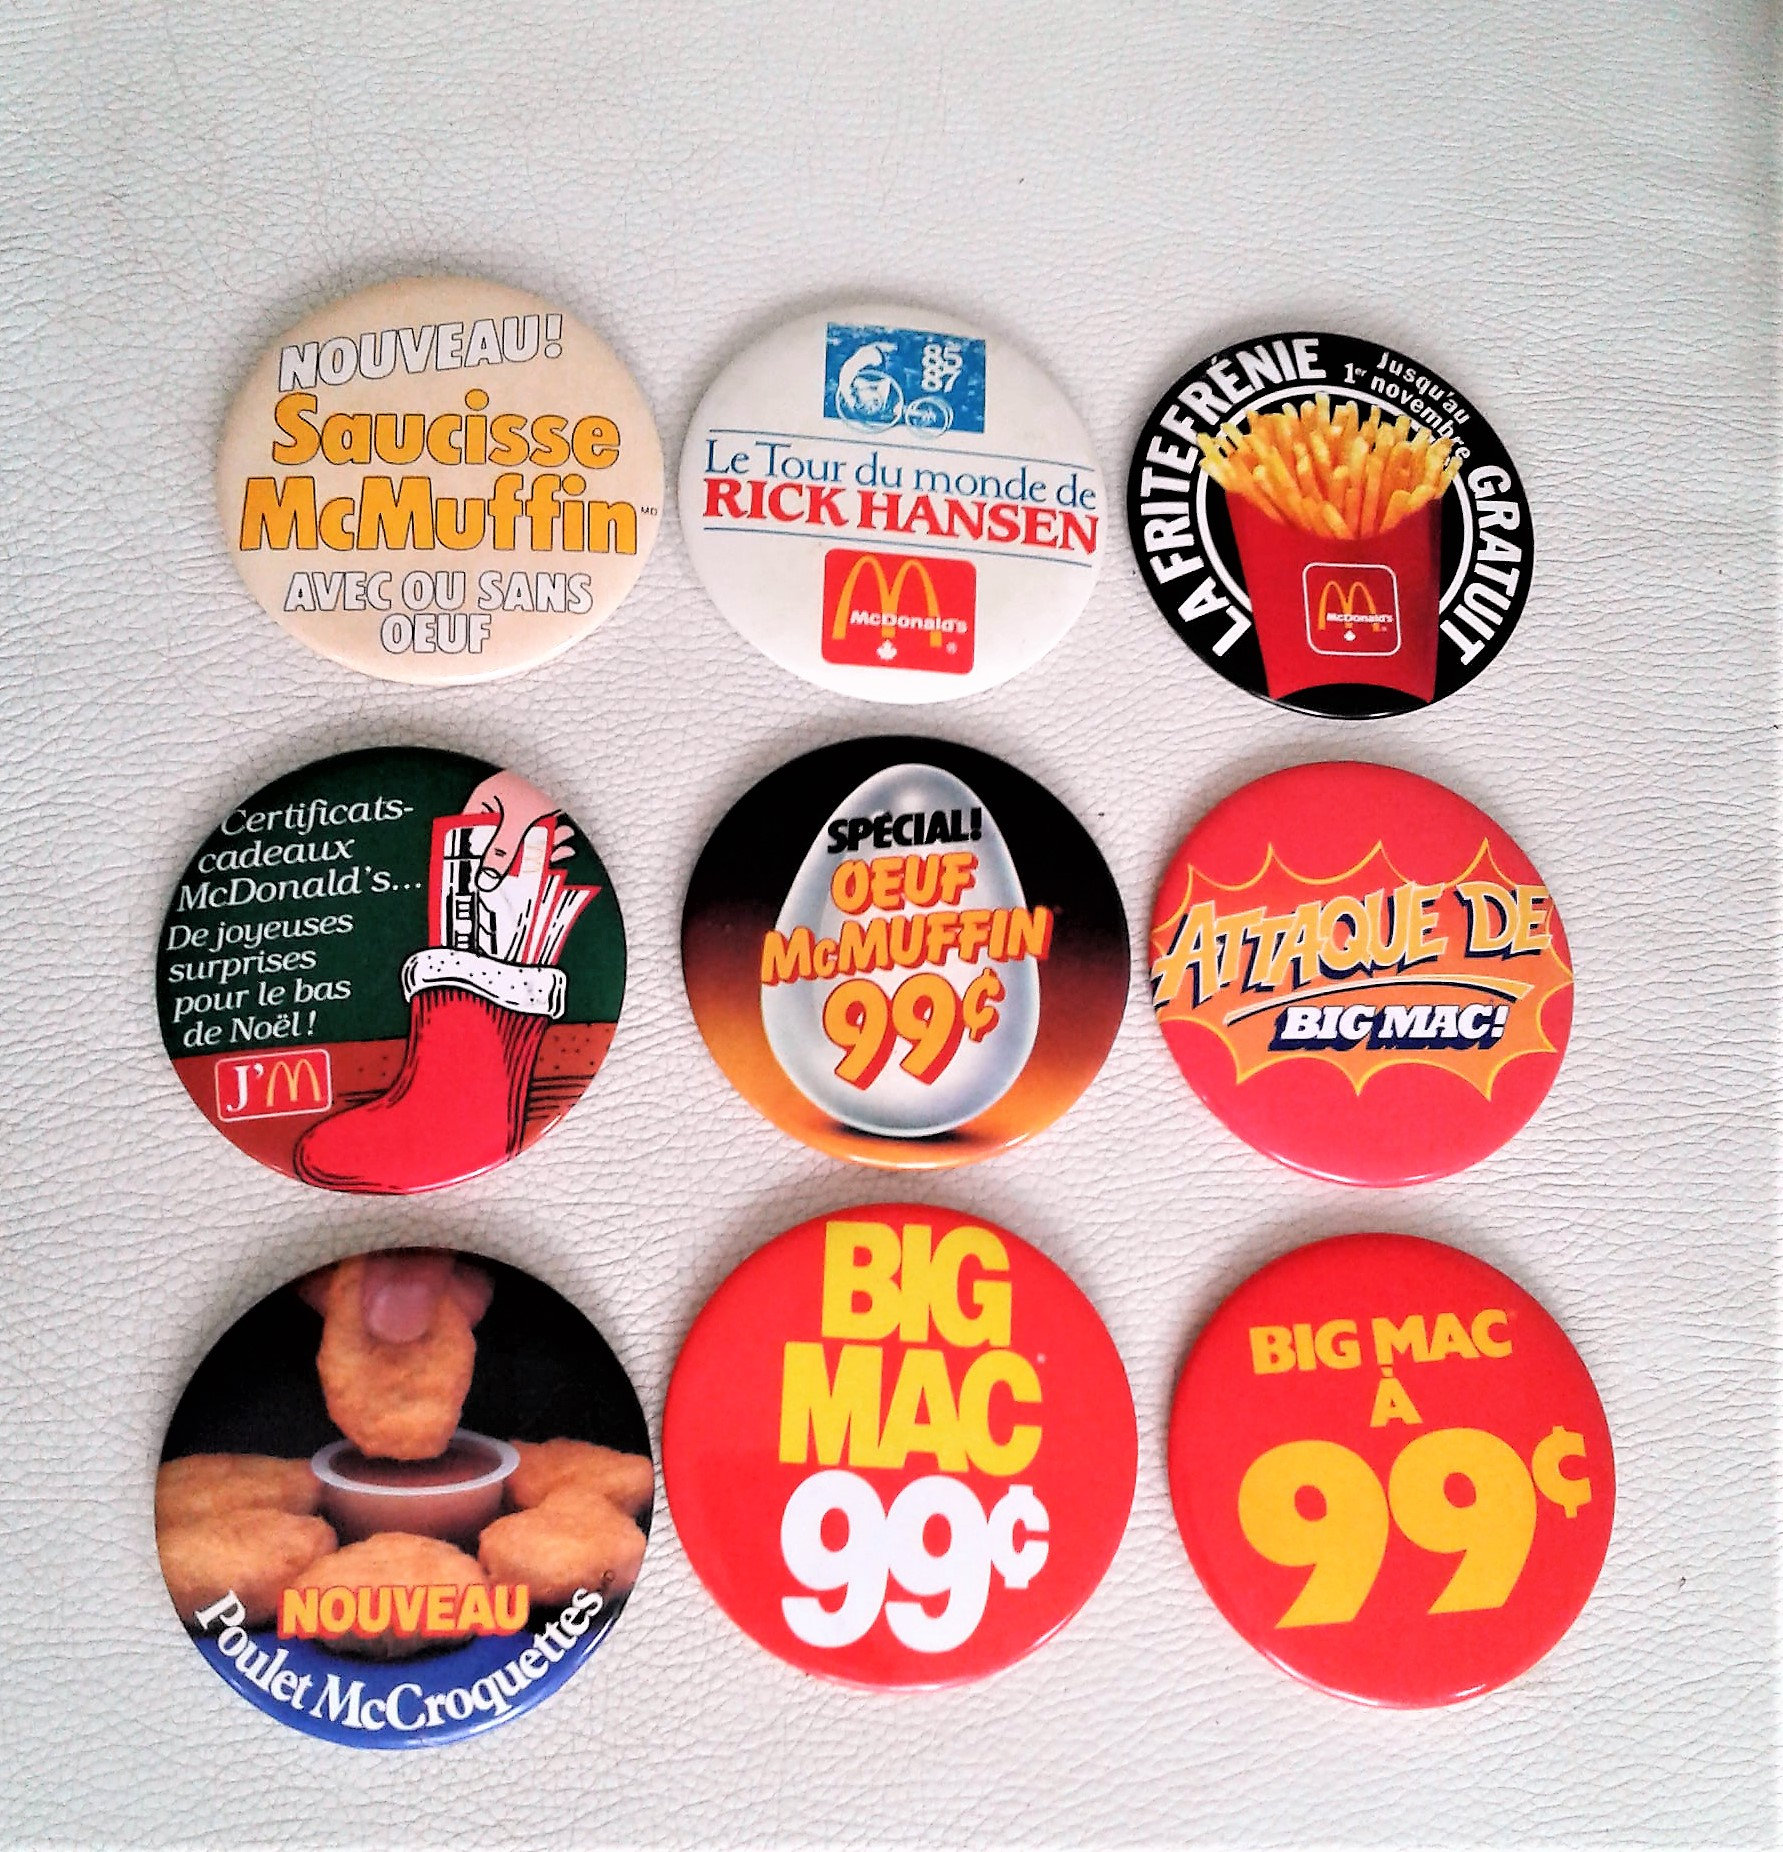 NOUVEAU!
Saucisse
McMuffin MD
AVEC OU SANS
OEUF
85
87
Le Tour du monde de
RICK HANSEN
McDonald's
®
LA FRITEFRÉNIE
Jusqu'au
1er novembre
GRATUIT
McDonald's
Certificats-
cadeaux
McDonald's...
De joyeuses
surprises
pour le bas
de Noël!
J'M
SPÉCIAL!
OEUF
McMUFFIN
99¢
ATTAQUE DE
BIG MAC!
NOUVEAU
Poulet McCroquettes
BIG
MAC
99¢
BIG MAC
À
99¢